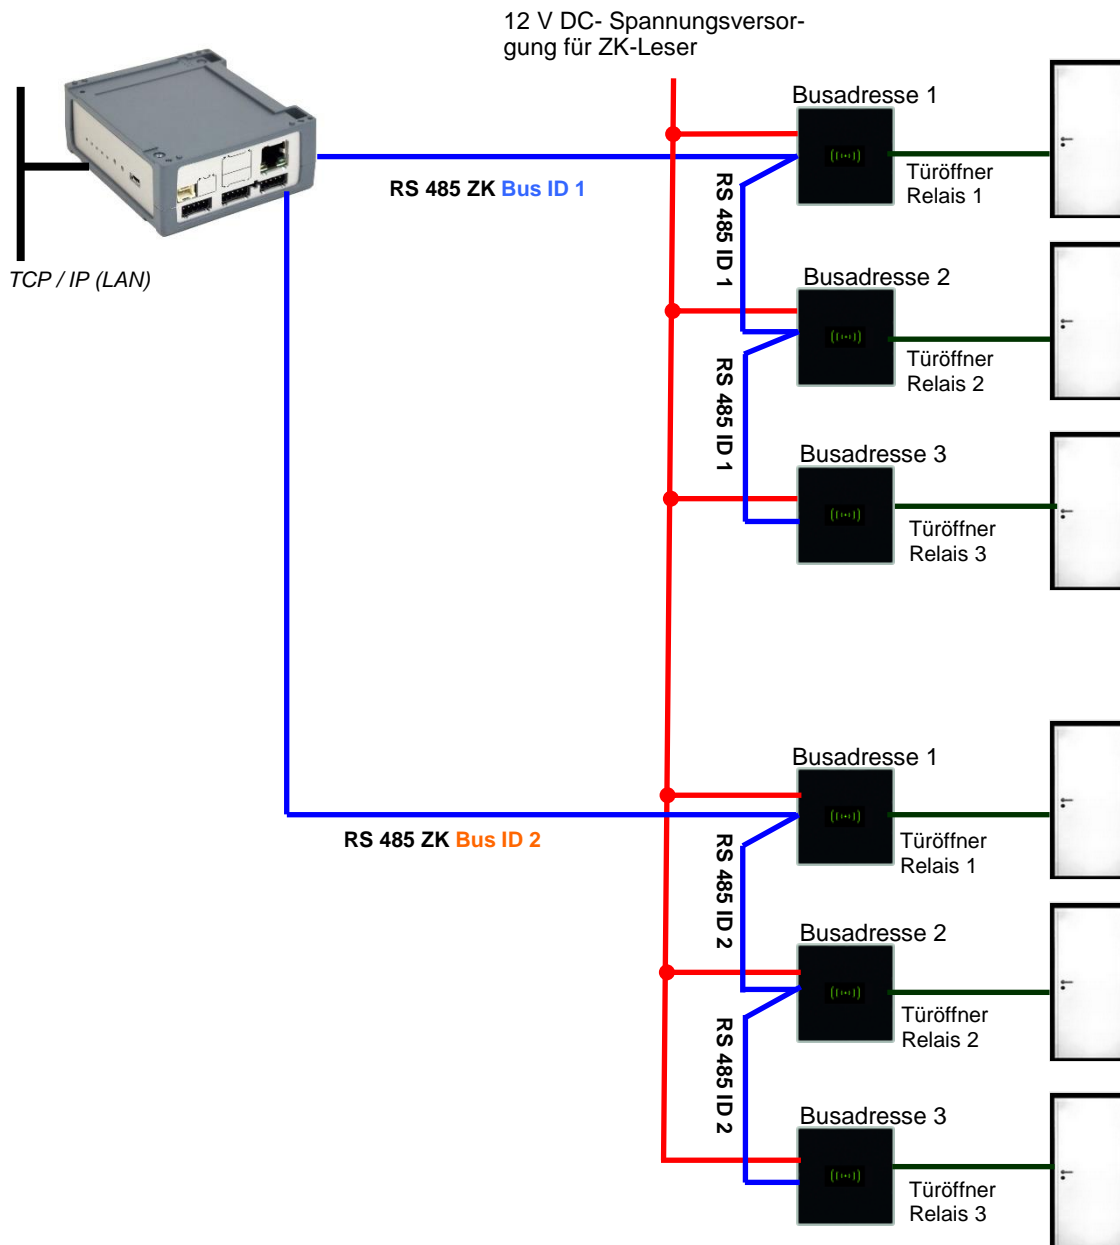 12 V DC- Spannungsversor-
gung für ZK-Leser
Busadresse 1
RS 485 ZK Bus ID 1
Türöffner
Relais 1
RS 485 ID 1
TCP / IP (LAN)
Busadresse 2
Türöffner
Relais 2
RS 485 ID 1
Busadresse 3
Türöffner
Relais 3
Busadresse 1
RS 485 ZK Bus ID 2
Türöffner
Relais 1
RS 485 ID 2
Busadresse 2
Türöffner
Relais 2
RS 485 ID 2
Busadresse 3
Türöffner
Relais 3